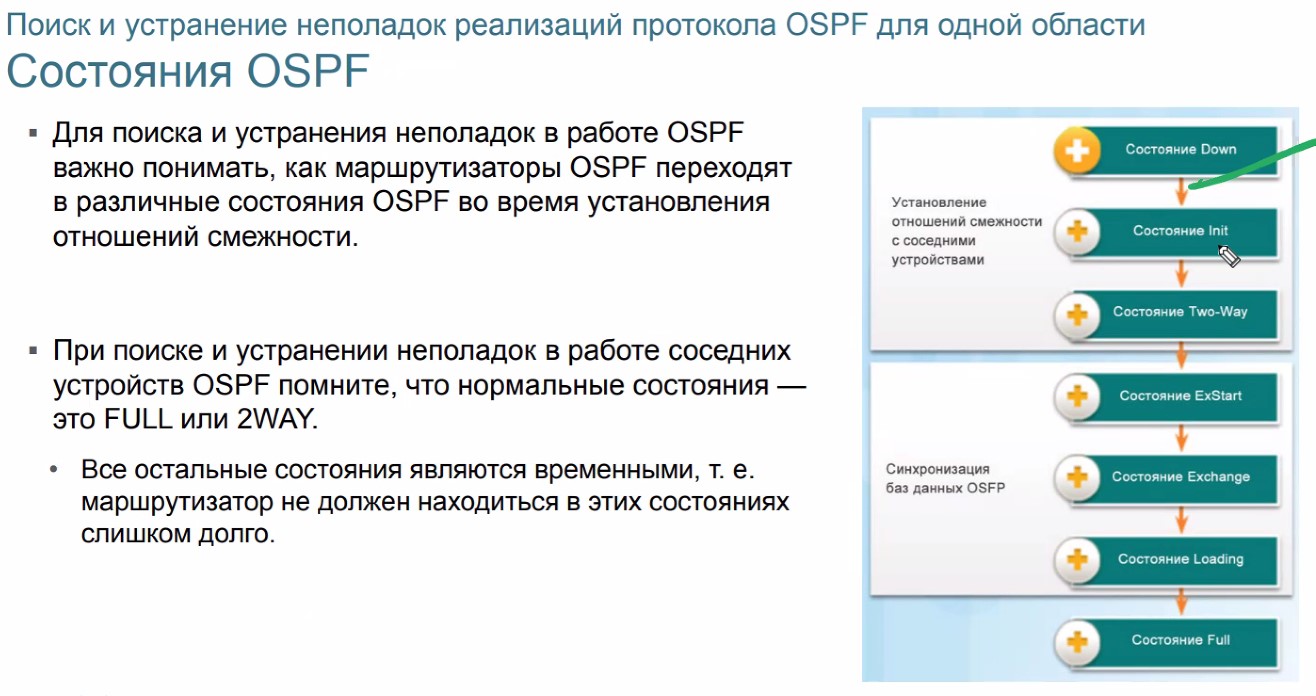 Поиск и устранение неполадок реализаций протокола OSPF для одной области
Состояния OSPF
▪ Для поиска и устранения неполадок в работе OSPF
важно понимать, как маршрутизаторы OSPF переходят
в различные состояния OSPF во время установления
отношений смежности.
▪ При поиске и устранении неполадок в работе соседних
устройств OSPF помните, что нормальные состояния —
это FULL или 2WAY.
• Все остальные состояния являются временными, т. е.
маршрутизатор не должен находиться в этих состояниях
слишком долго.
Установление
отношений смежности
с соседними
устройствами
Состояние Down
Состояние Init
Состояние Two-Way
Синхронизация
баз данных OSFP
Состояние ExStart
Состояние Exchange
Состояние Loading
Состояние Full